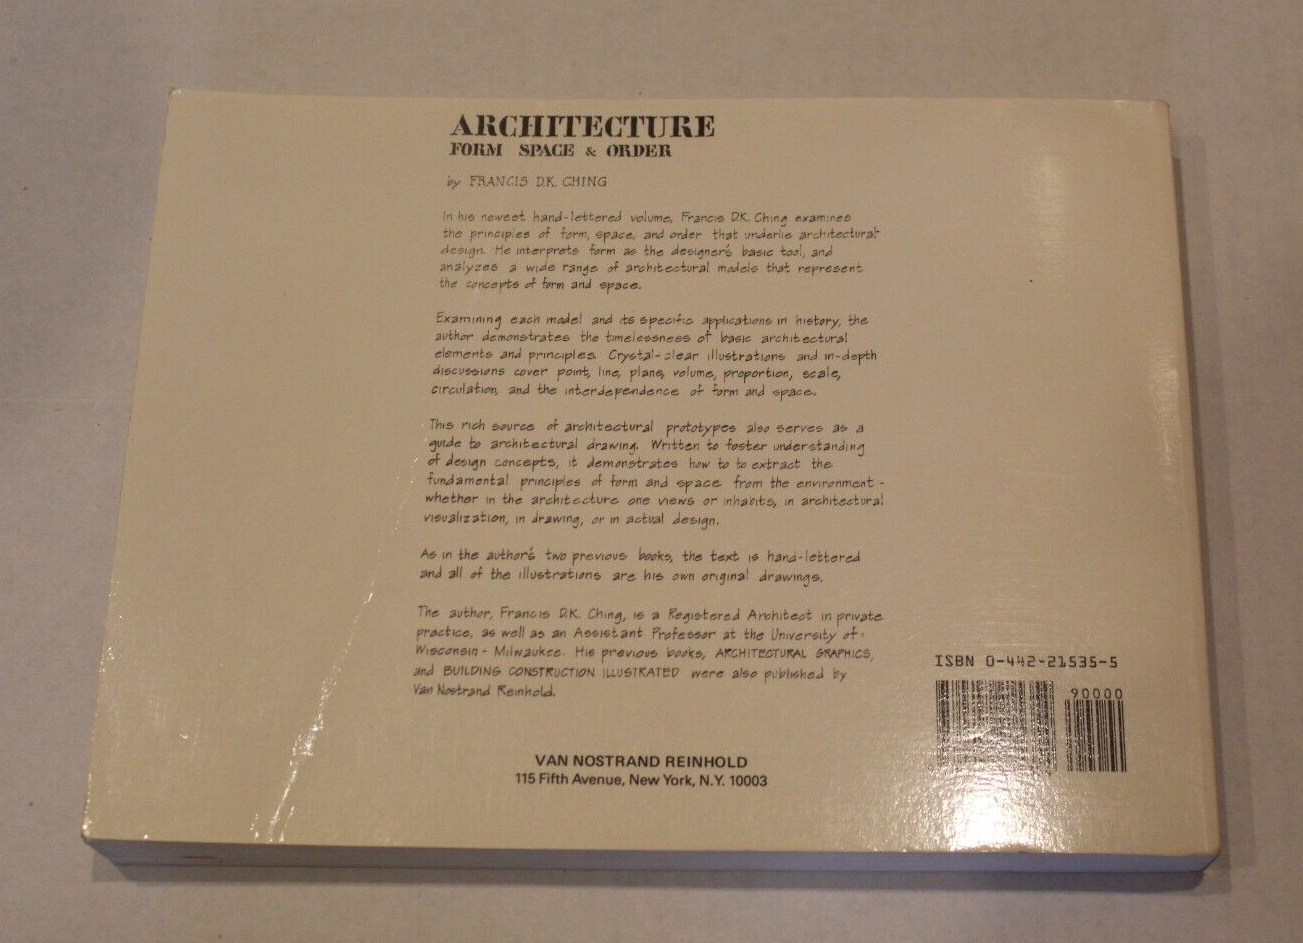 ARCHITECTURE
FORM SPACE & ORDER
by FRANCIS D.K. CHING
In his newest hand-lettered volume, Francis D.K. Ching examines
the principles of form, space, and order that underlie architectural
design. He interprets form as the designer's basic tool, and
analyzes a wide range of architectural models that represent
the concepts of form and space.
Examining each model and its specific applications in history, the
author demonstrates the timelessness of basic architectural
elements and principles. Crystal-clear illustrations and in-depth
discussions cover point, line, plane, volume, proportion, scale,
circulation, and the interdependence of form and space.
This rich source of architectural prototypes also serves as a
guide to architectural drawing. Written to foster understanding
of design concepts, it demonstrates how to to extract the
fundamental principles of form and space from the environment -
whether in the architecture one views or inhabits, in architectural
visualization, in drawing, or in actual design.
As in the author's two previous books, the text is hand-lettered
and all of the illustrations are his own original drawings.
The author, Francis D.K. Ching, is a Registered Architect in private
practice, as well as an Assistant Professor at the University of
Wisconsin - Milwaukee. His previous books, ARCHITECTURAL GRAPHICS,
and BUILDING CONSTRUCTION ILLUSTRATED were also published by
Van Nostrand Reinhold.
ISBN 0-442-21535-5
90000
VAN NOSTRAND REINHOLD
115 Fifth Avenue, New York, N.Y. 10003